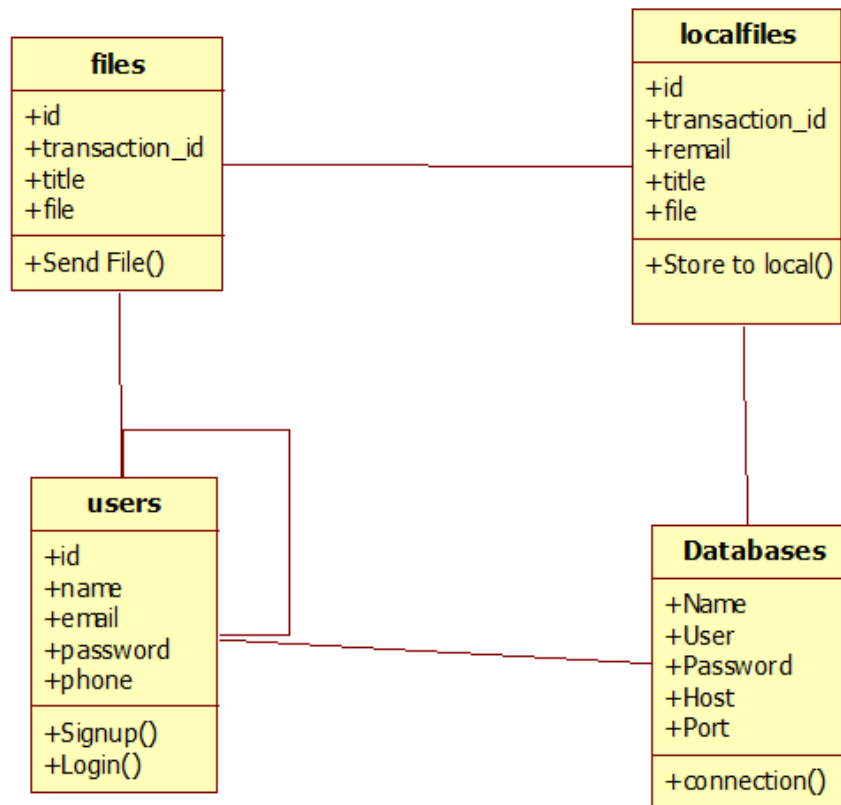 files
+id
+transaction_id
+title
+file
+Send File()
localfiles
+id
+transaction_id
+remail
+title
+file
+Store to local()
users
+id
+name
+email
+password
+phone
+Signup()
+Login()
Databases
+Name
+User
+Password
+Host
+Port
+connection()